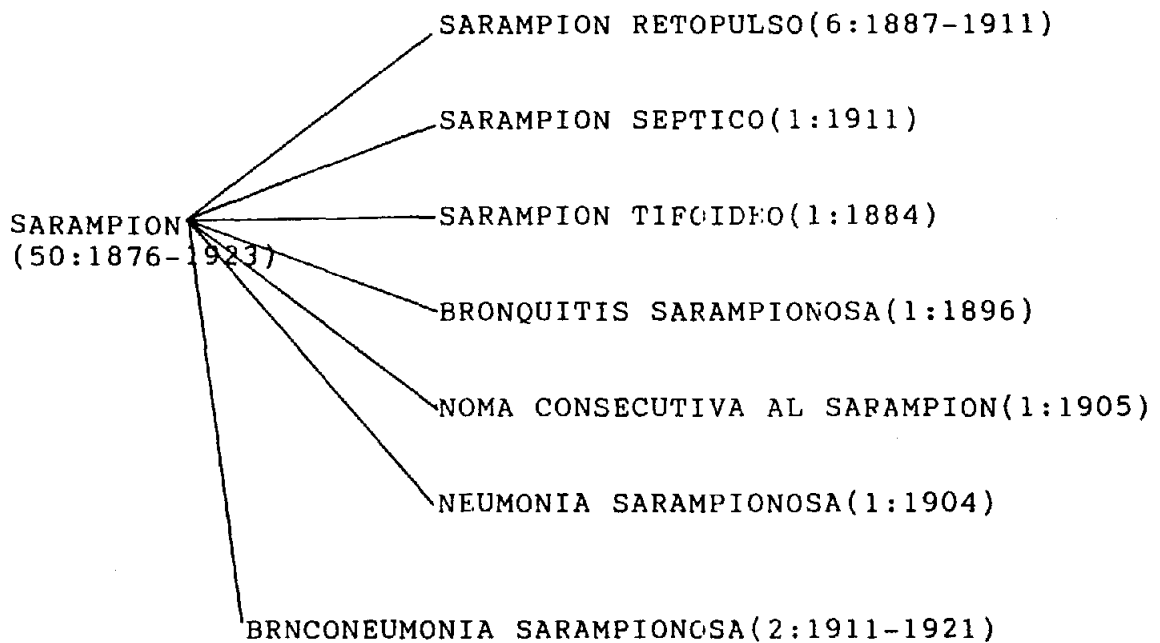 SARAMPION RETOPULSO(6:1887-1911)
SARAMPION SEPTICO(1:1911)
SARAMPION TIFOIDEO(1:1884)
SARAMPION
(50:1876-1923)
BRONQUITIS SARAMPIONOSA(1:1896)
NOMA CONSECUTIVA AL SARAMPION(1:1905)
NEUMONIA SARAMPIONOSA(1:1904)
BRNCONEUMONIA SARAMPIONOSA(2:1911-1921)